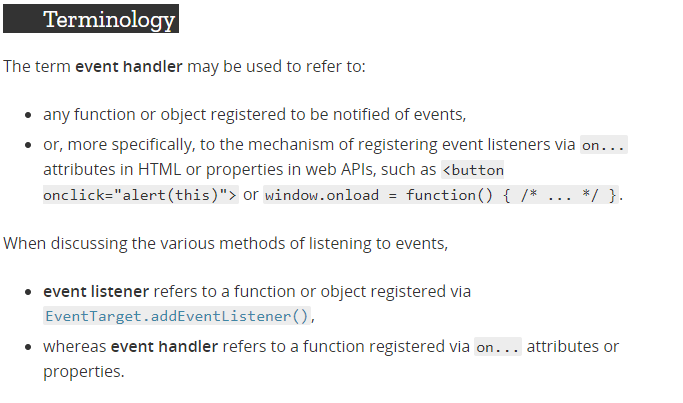 Terminology
The term event handler may be used to refer to:
• any function or object registered to be notified of events,
• or, more specifically, to the mechanism of registering event listeners via on...
attributes in HTML or properties in web APIs, such as <button
onclick="alert(this)"> or window.onload = function() { /* ... */ }.
When discussing the various methods of listening to events,
• event listener refers to a function or object registered via
EventTarget.addEventListener(),
• whereas event handler refers to a function registered via on... attributes or
properties.